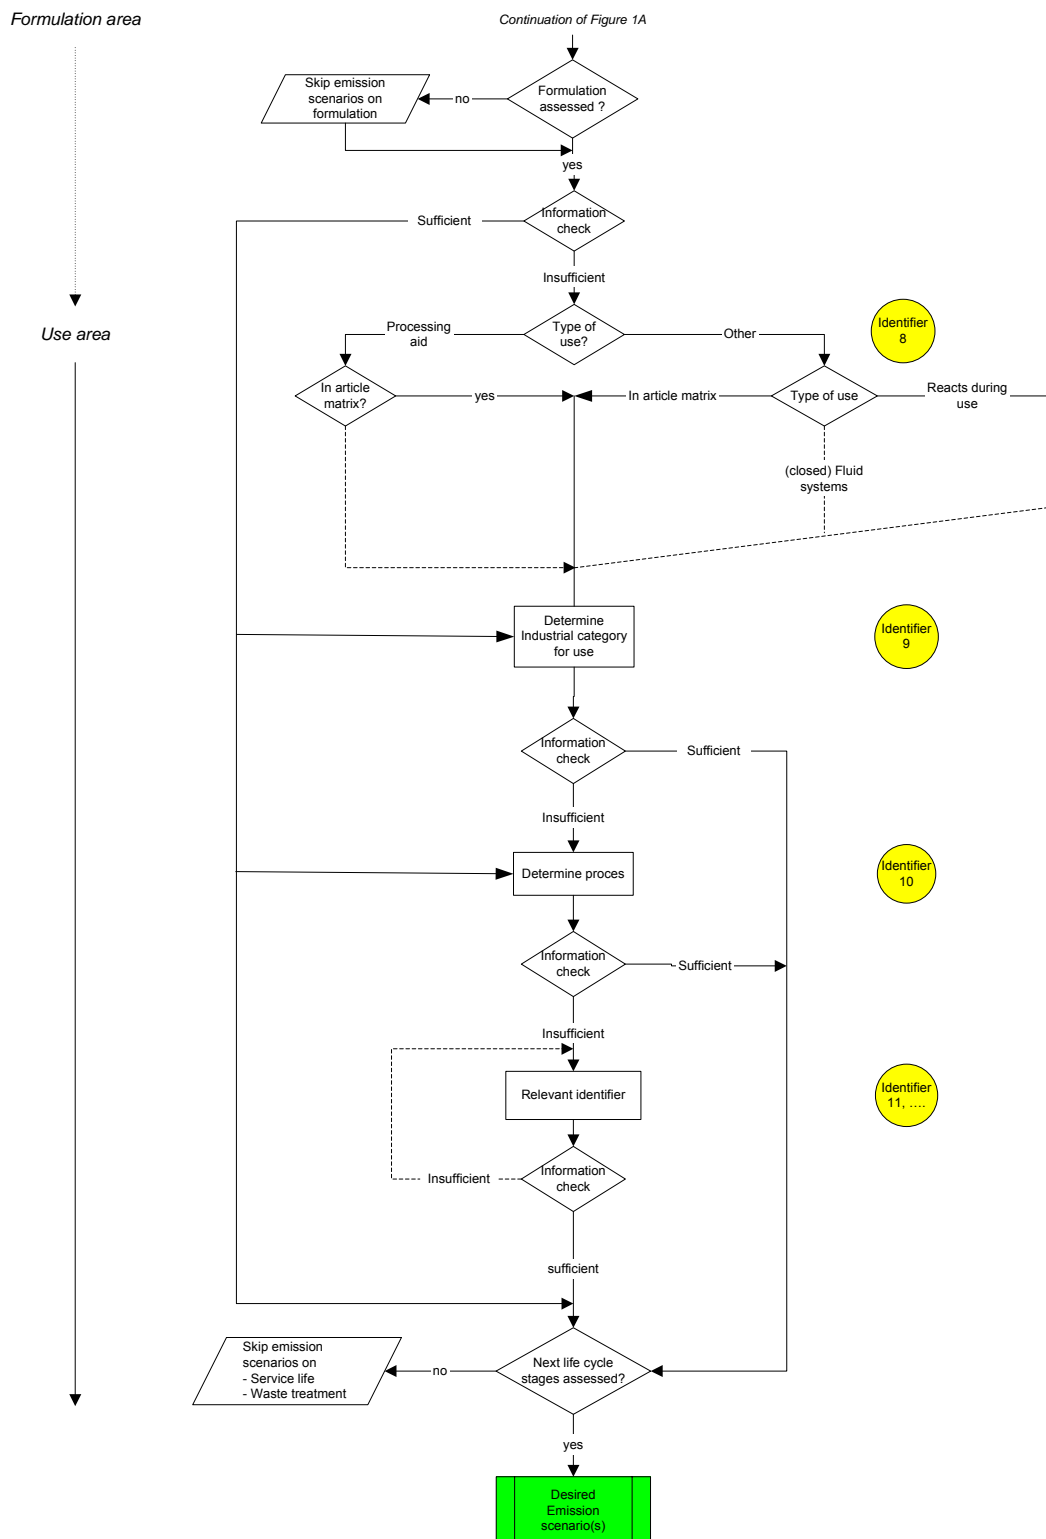 Formulation area
Continuation of Figure 1A
Skip emission
scenarios on
formulation
no
Formulation
assessed ?
yes
Sufficient
Information
check
Insufficient
Use area
Processing
aid
Type of
use?
Other
Identifier
8
In article
matrix?
yes
In article matrix
Type of use
Reacts during
use
(closed) Fluid
systems
Determine
Industrial category
for use
Identifier
9
Information
check
Sufficient
Insufficient
Determine proces
Identifier
10
Information
check
Sufficient
Insufficient
Relevant identifier
Identifier
11, ....
Insufficient
Information
check
sufficient
Skip emission
scenarios on
- Service life
- Waste treatment
no
Next life cycle
stages assessed?
yes
Desired
Emission
scenario(s)